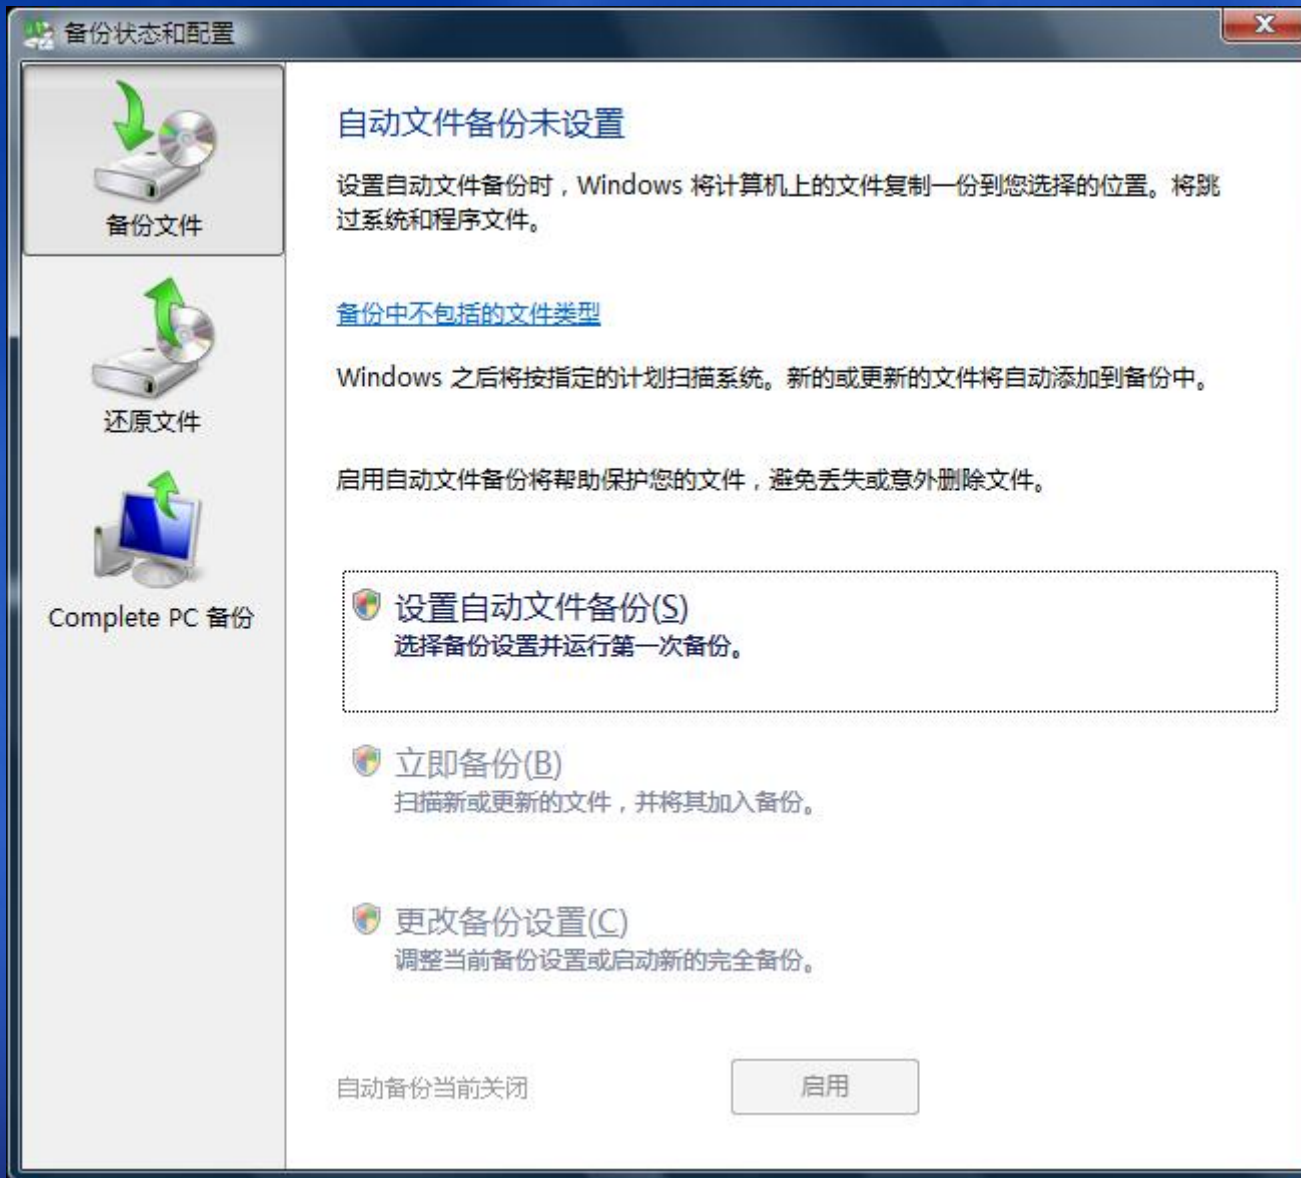 备份状态和配置
备份文件
还原文件
Complete PC 备份
自动文件备份未设置
设置自动文件备份时，Windows 将计算机上的文件复制一份到您选择的位置。将跳
过系统和程序文件。
备份中不包括的文件类型
Windows 之后将按指定的计划扫描系统。新的或更新的文件将自动添加到备份中。
启用自动文件备份将帮助保护您的文件，避免丢失或意外删除文件。
设置自动文件备份(S)
选择备份设置并运行第一次备份。
立即备份(B)
扫描新或更新的文件，并将其加入备份。
更改备份设置(C)
调整当前备份设置或启动新的完全备份。
自动备份当前关闭
启用